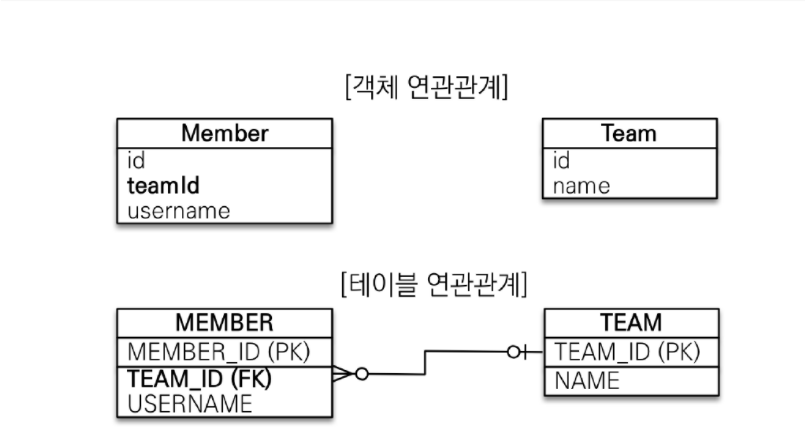 [객체 연관관계]
Member
id
teamId
username
Team
id
name
[테이블 연관관계]
MEMBER
MEMBER_ID (PK)
TEAM_ID (FK)
USERNAME
TEAM
TEAM_ID (PK)
NAME